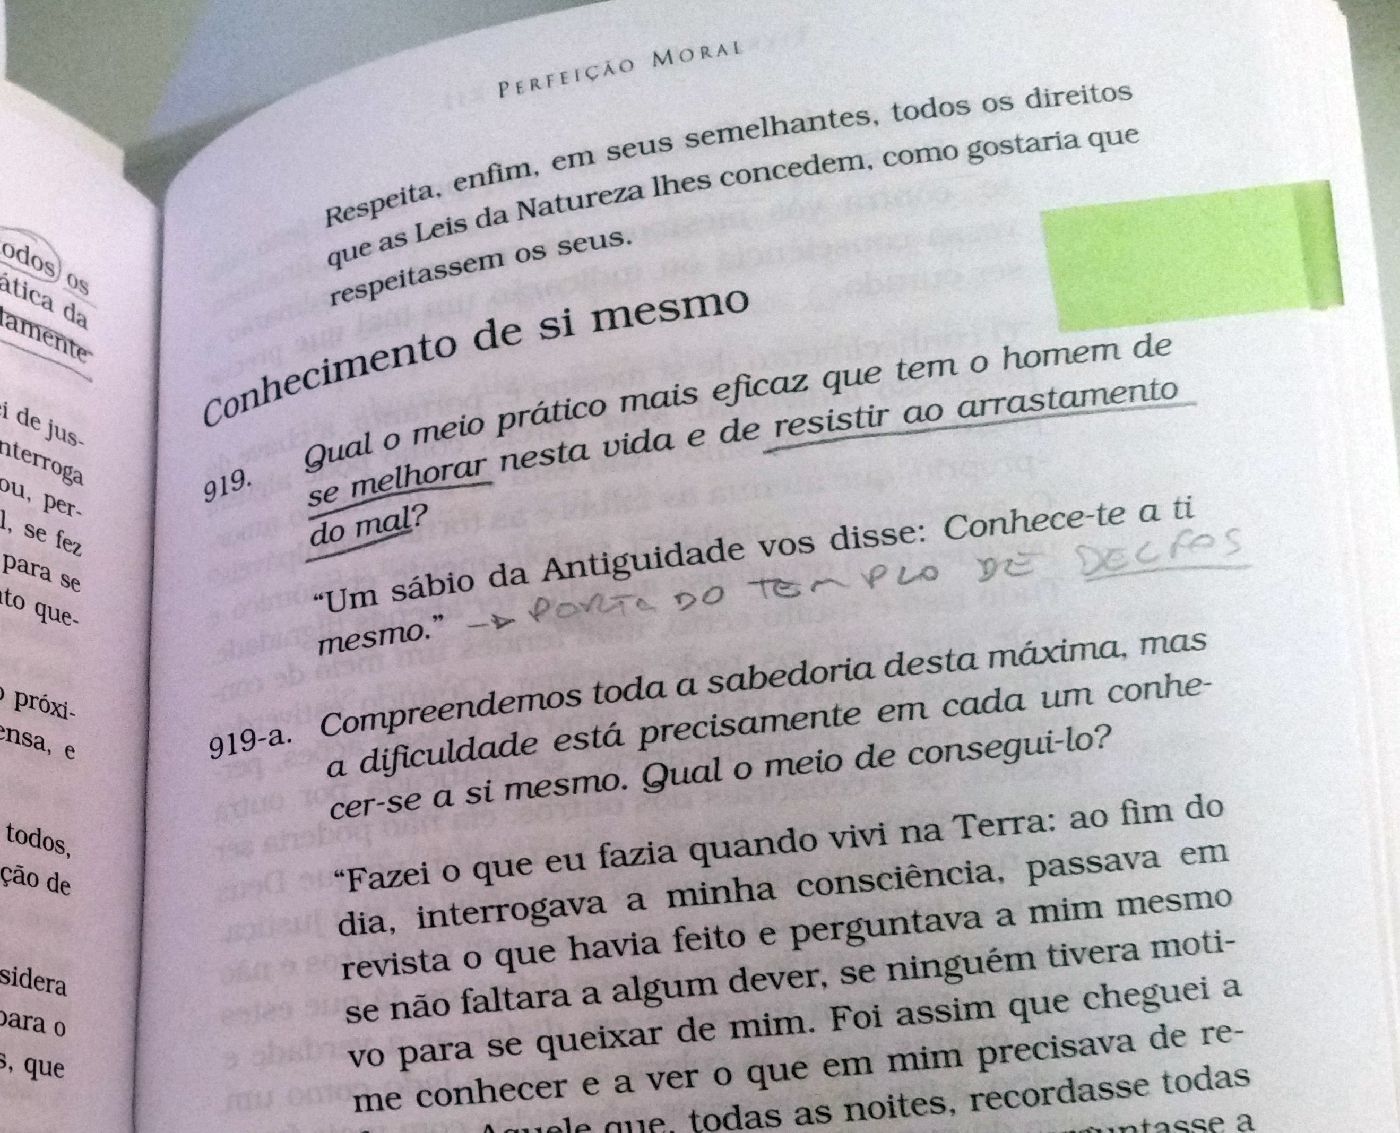 odos os
ática da
lamente
i de jus-
nterroga
ou, per-
l, se fez
para se
to que-
próxi-
ensa, e
todos,
ção de
sidera
para o
s, que
PERFEIÇÃO MORAL
Respeita, enfim, em seus semelhantes, todos os direitos
que as Leis da Natureza lhes concedem, como gostaria que
respeitassem os seus.
Conhecimento de si mesmo
919. Qual o meio prático mais eficaz que tem o homem de
se melhorar nesta vida e de resistir ao arrastamento
do mal?
“Um sábio da Antiguidade vos disse: Conhece-te a ti
mesmo.” → PORTA DO TEMPLO DE DELFOS
919-a. Compreendemos toda a sabedoria desta máxima, mas
a dificuldade está precisamente em cada um conhe-
cer-se a si mesmo. Qual o meio de consegui-lo?
“Fazei o que eu fazia quando vivi na Terra: ao fim do
dia, interrogava a minha consciência, passava em
revista o que havia feito e perguntava a mim mesmo
se não faltara a algum dever, se ninguém tivera moti-
vo para se queixar de mim. Foi assim que cheguei a
me conhecer e a ver o que em mim precisava de re-
Aquele que, todas as noites, recordasse todas